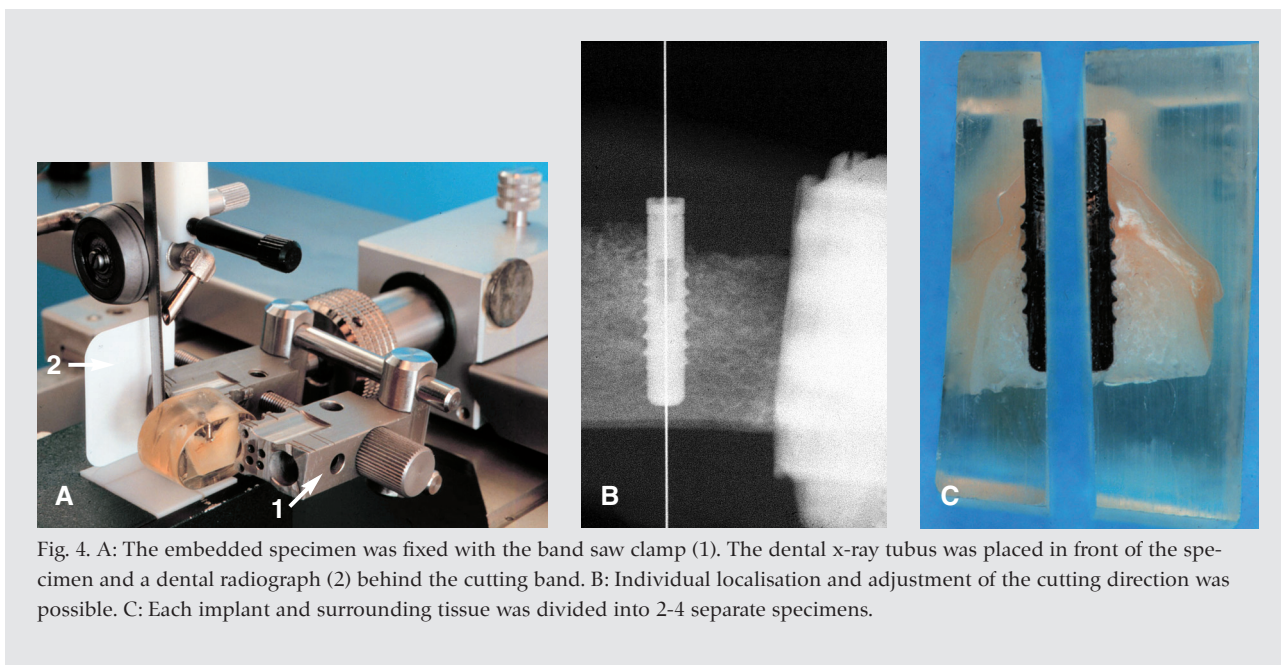 2
A
1
B
C
Fig. 4. A: The embedded specimen was fixed with the band saw clamp (1). The dental x-ray tubus was placed in front of the spe-
cimen and a dental radiograph (2) behind the cutting band. B: Individual localisation and adjustment of the cutting direction was
possible. C: Each implant and surrounding tissue was divided into 2-4 separate specimens.